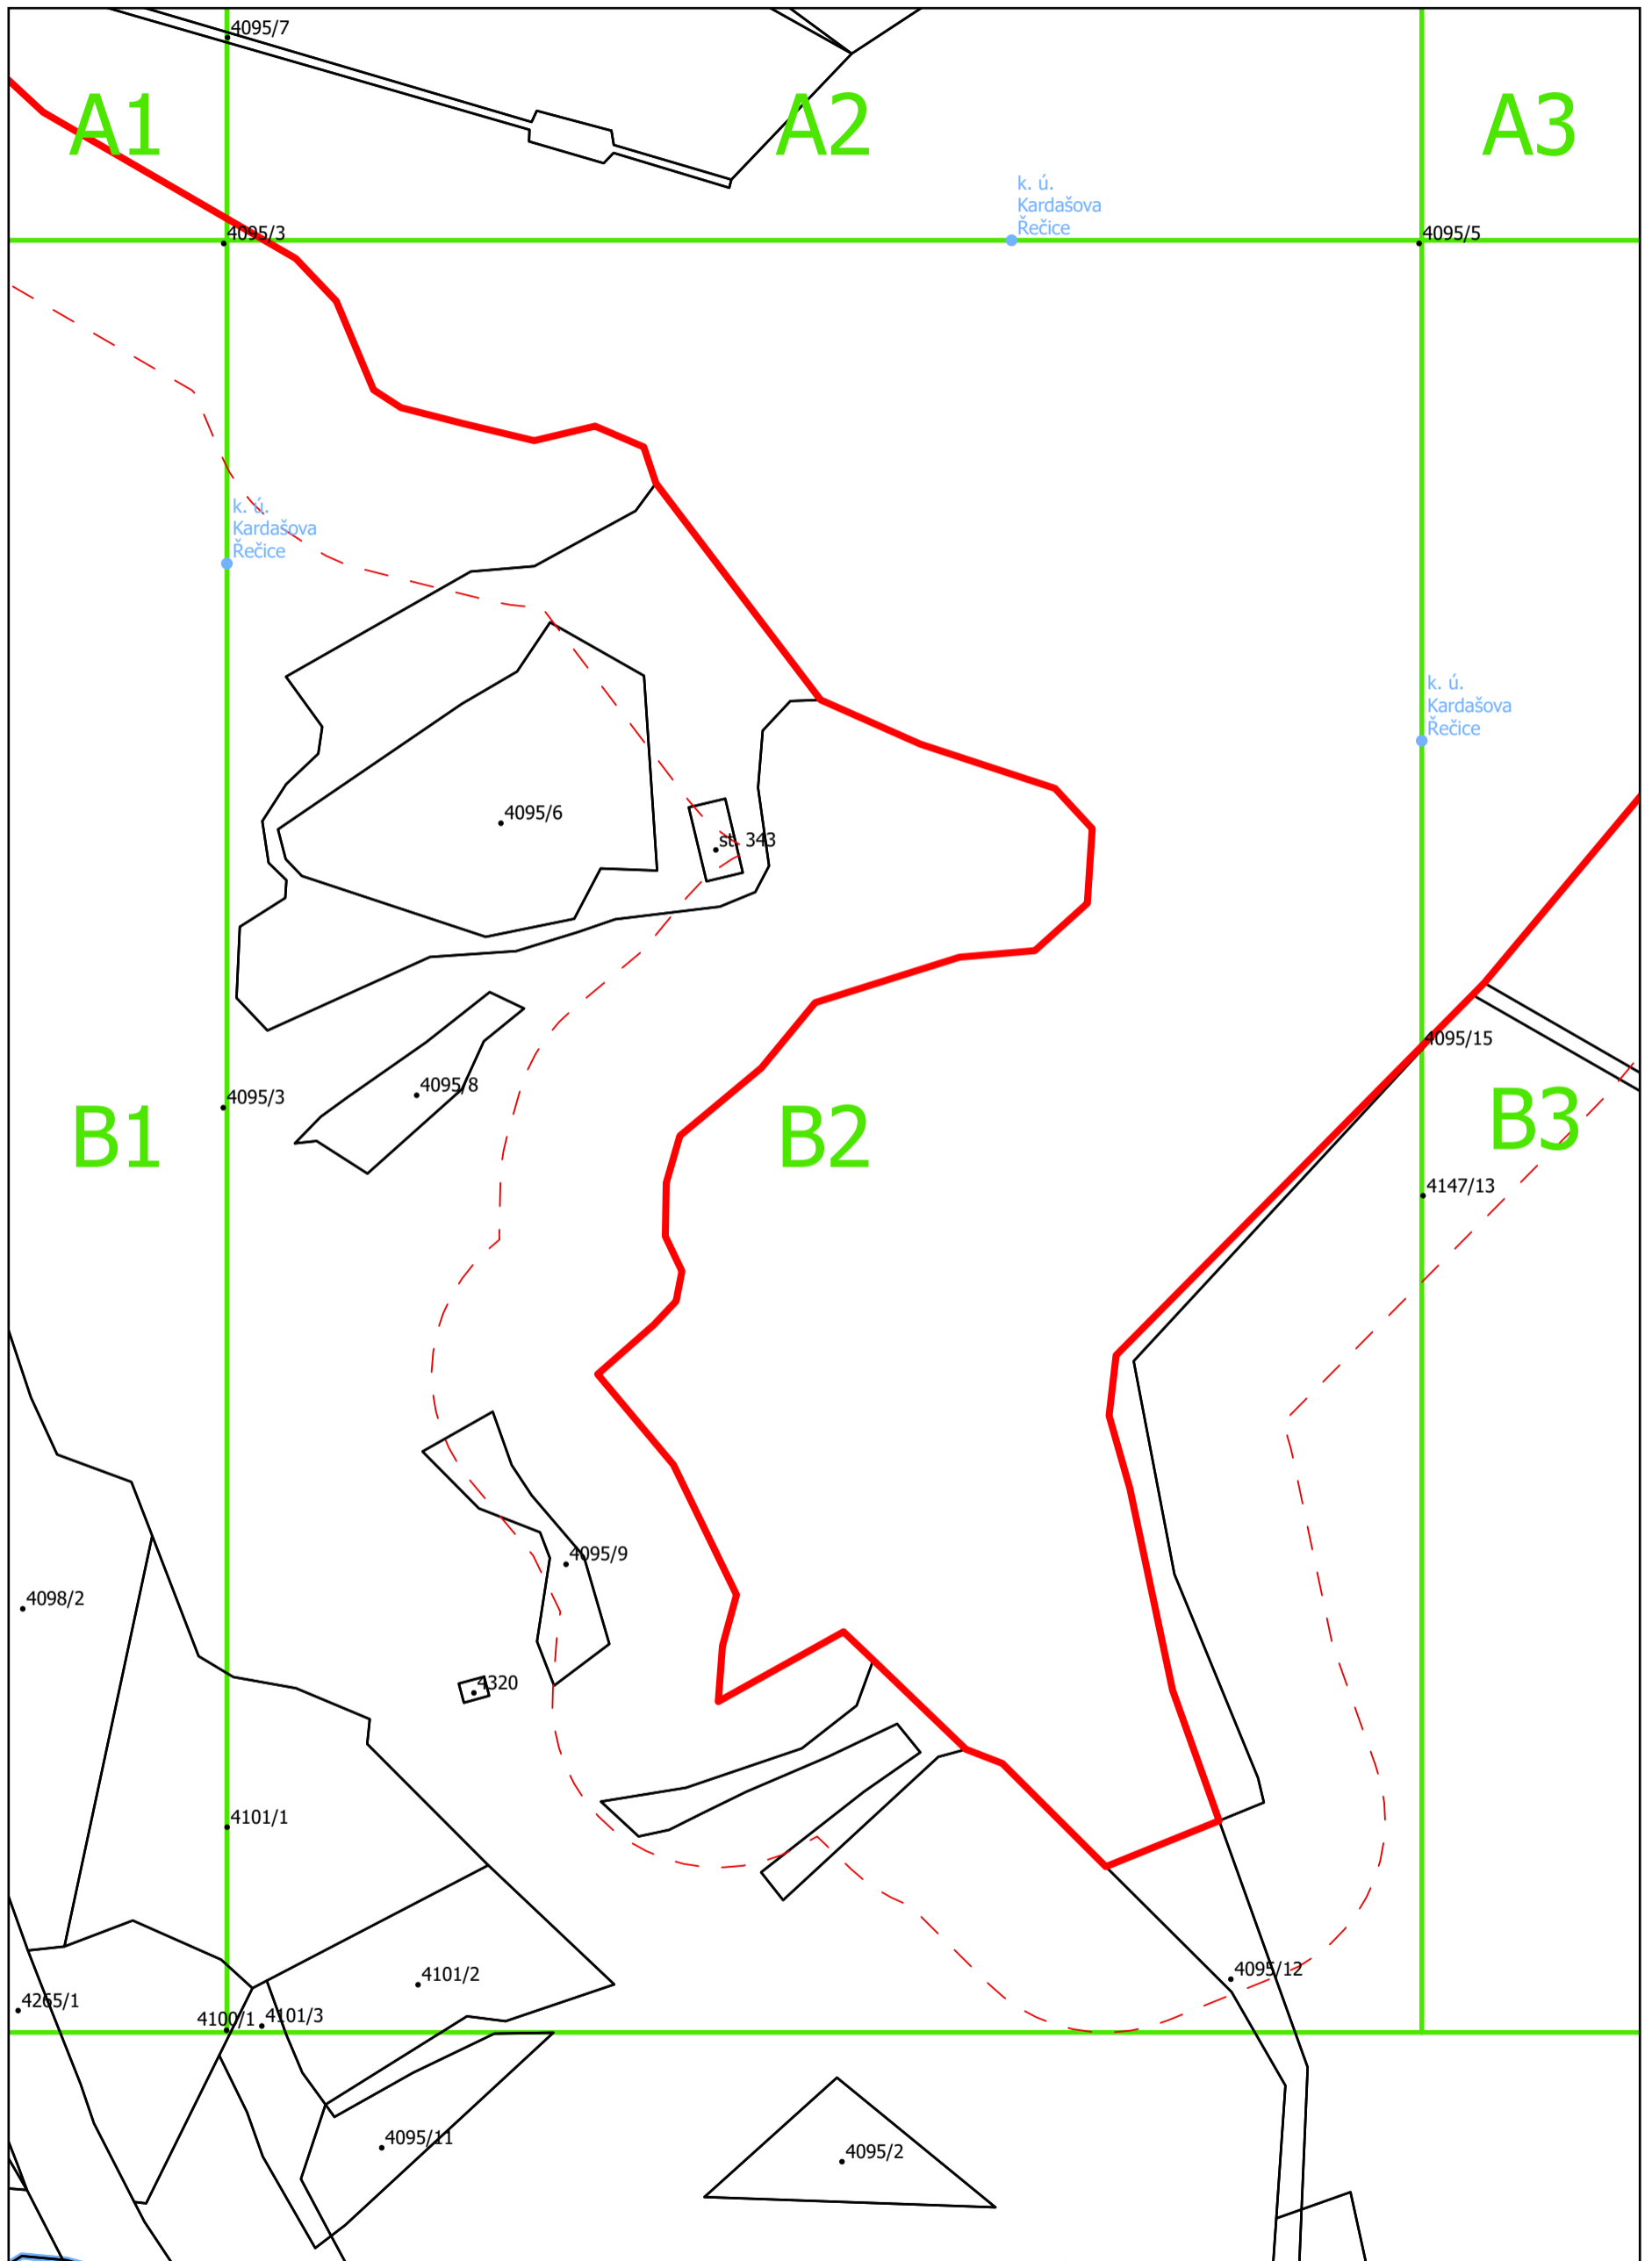 4095/7
A1
A2
A3
k. ú.
Kardašova
Řečice
4095/3
4095/5
k. ú.
Kardašova
Řečice
k. ú.
Kardašova
Řečice
4095/6
st. 343
4095/15
4095/8
4095/3
B1
B2
B3
4147/13
4095/9
4098/2
4320
4101/1
4095/12
4101/2
4265/1
4100/1
4101/3
4095/11
4095/2